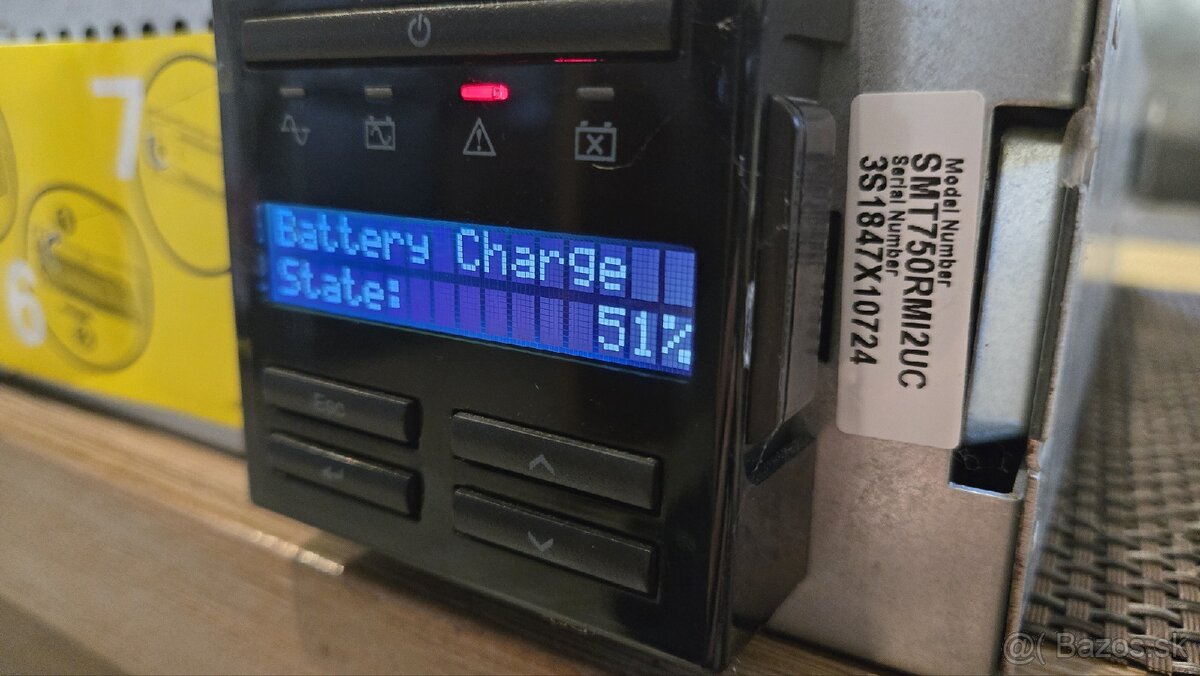 7
6
Battery Charge
State: 51%
Esc
Model Number
SMT750RMI2UC
Serial Number
3S1847X10724
@( Bazos.sk